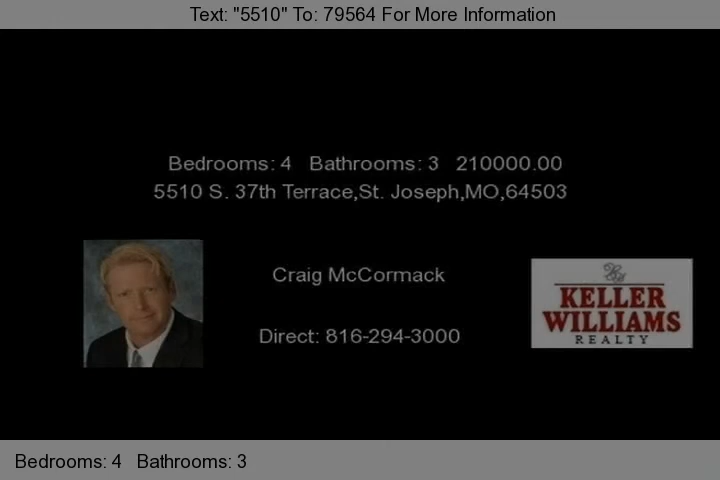 Text: "5510" To: 79564 For More Information
Bedrooms: 4 Bathrooms: 3 210000.00
5510 S. 37th Terrace,St. Joseph,MO,64503
Craig McCormack
Direct: 816-294-3000
KELLER
WILLIAMS
REALTY
Bedrooms: 4 Bathrooms: 3